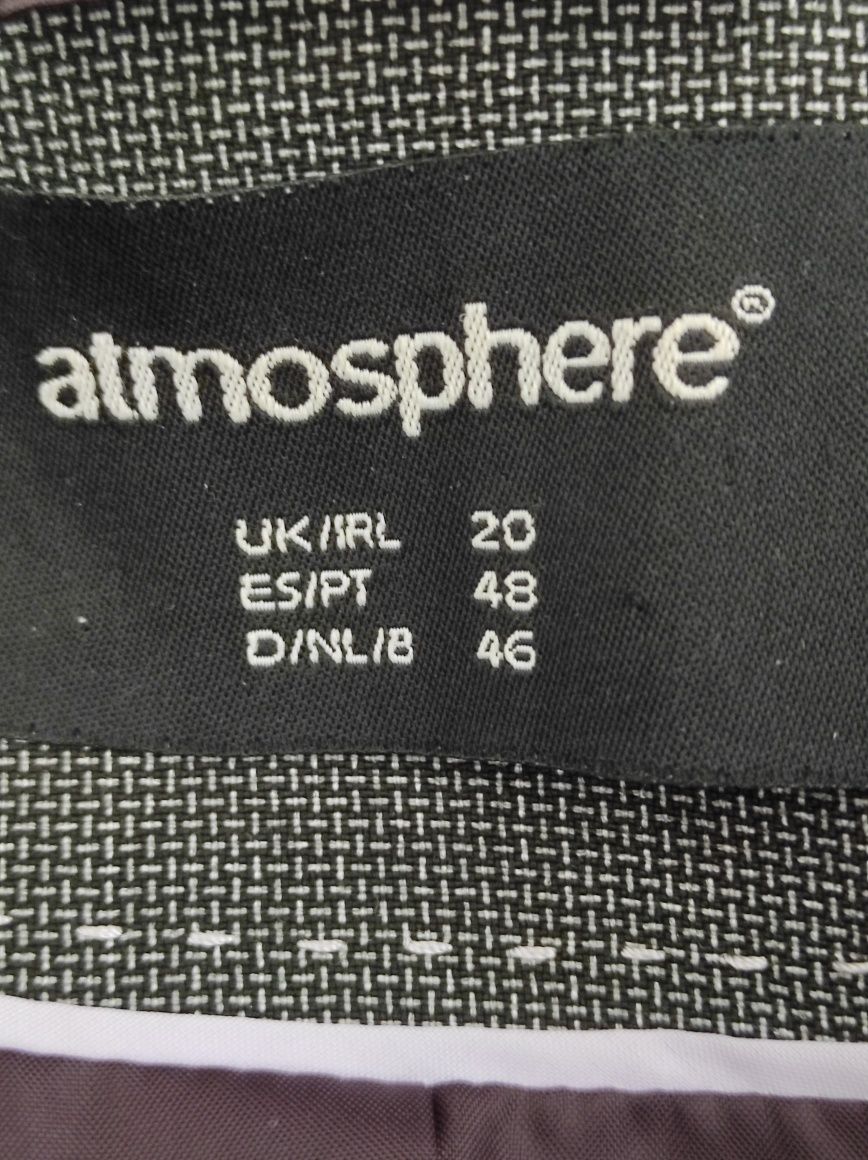 atmosphere®
UK/IRL 20
ES/PT 48
D/NL/B 46